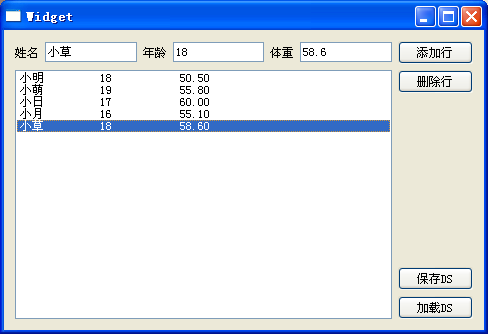 Widget
姓名 小草 年龄 18 体重 58.6 添加行
小明 18 50.50 删除行
小萌 19 55.80
小日 17 60.00
小月 16 55.10
小草 18 58.60
保存DS
加载DS